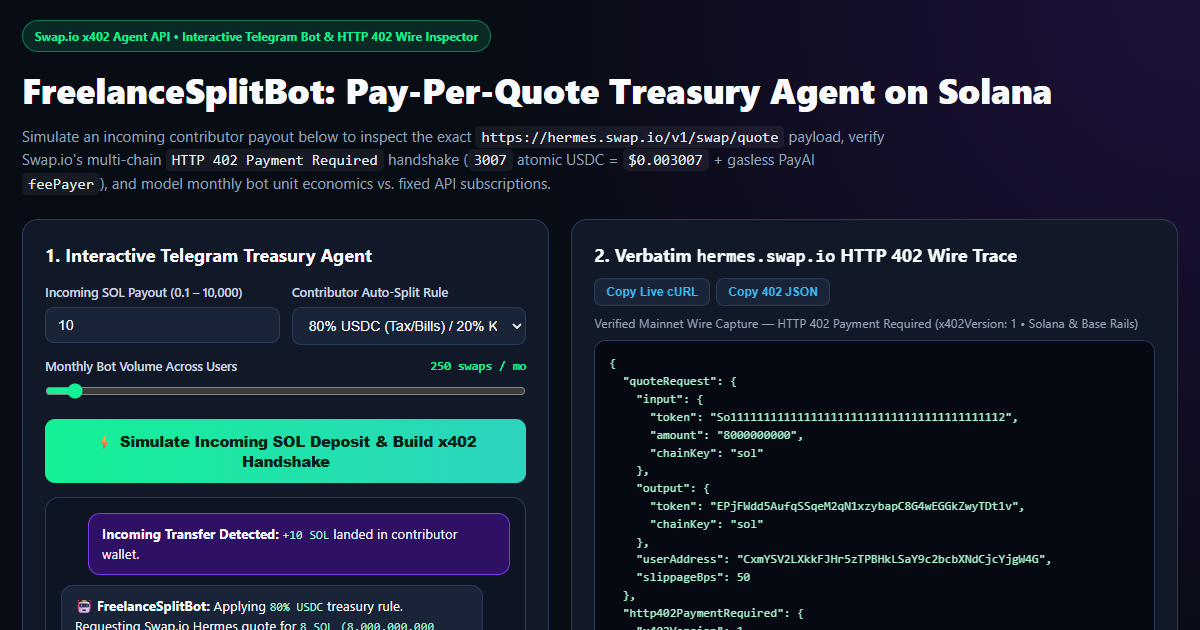 Swap.io x402 Agent API • Interactive Telegram Bot & HTTP 402 Wire Inspector
FreelanceSplitBot: Pay-Per-Quote Treasury Agent on Solana
Simulate an incoming contributor payout below to inspect the exact https://hermes.swap.io/v1/swap/quote payload, verify
Swap.io's multi-chain HTTP 402 Payment Required handshake ( 3007 atomic USDC = $0.003007 + gasless PayAI
feePayer ), and model monthly bot unit economics vs. fixed API subscriptions.
1. Interactive Telegram Treasury Agent
Incoming SOL Payout (0.1 – 10,000)
Contributor Auto-Split Rule
10
80% USDC (Tax/Bills) / 20% K
Monthly Bot Volume Across Users
250 swaps / mo
⚡ Simulate Incoming SOL Deposit & Build x402
Handshake
Incoming Transfer Detected: +10 SOL landed in contributor
wallet.
🤖 FreelanceSplitBot: Applying 80% USDC treasury rule.
Requesting Swap.io Hermes quote for 8 SOL (8,000,000,000
2. Verbatim hermes.swap.io HTTP 402 Wire Trace
Copy Live cURL
Copy 402 JSON
Verified Mainnet Wire Capture — HTTP 402 Payment Required (x402Version: 1 • Solana & Base Rails)
{
"quoteRequest": {
"input": {
"token": "So11111111111111111111111111111111111111112",
"amount": "8000000000",
"chainKey": "sol"
},
"output": {
"token": "EPjFWdd5AufqSSqeM2qN1xzybapC8G4wEGGkZwyTDt1v",
"chainKey": "sol"
},
"userAddress": "CxmYSV2LXkkFJHr5zTPBHkLSaY9c2bcbXNdCjcYjgW4G",
"slippageBps": 50
},
"http402PaymentRequired": {
"x402Version": 1,